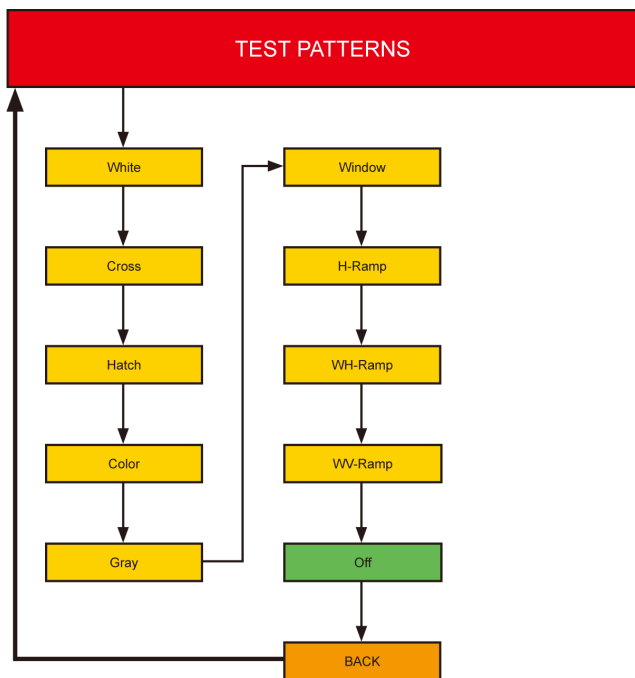 TEST PATTERNS
White
Cross
Hatch
Color
Gray
Window
H-Ramp
WH-Ramp
WV-Ramp
Off
BACK